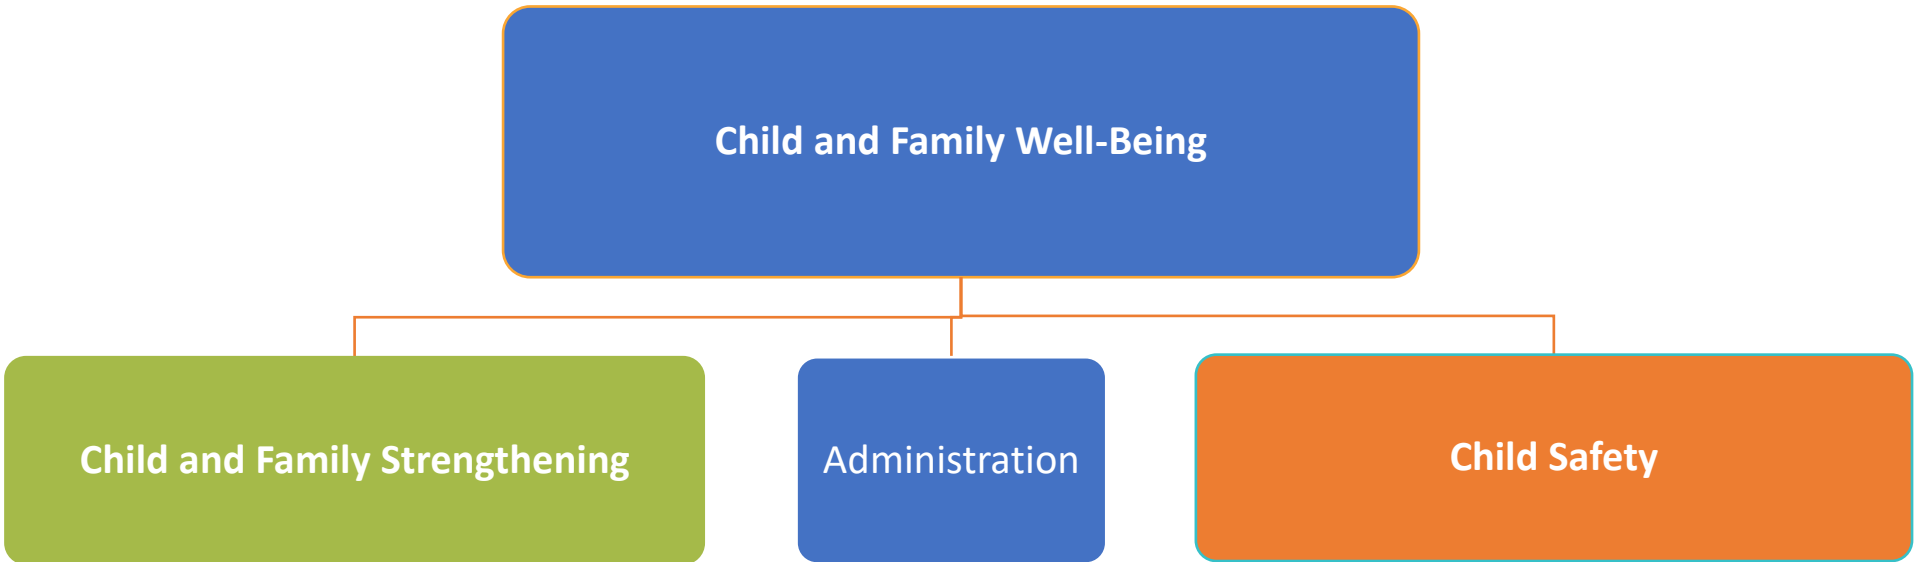 Child and Family Well-Being
Child and Family Strengthening
Administration
Child Safety